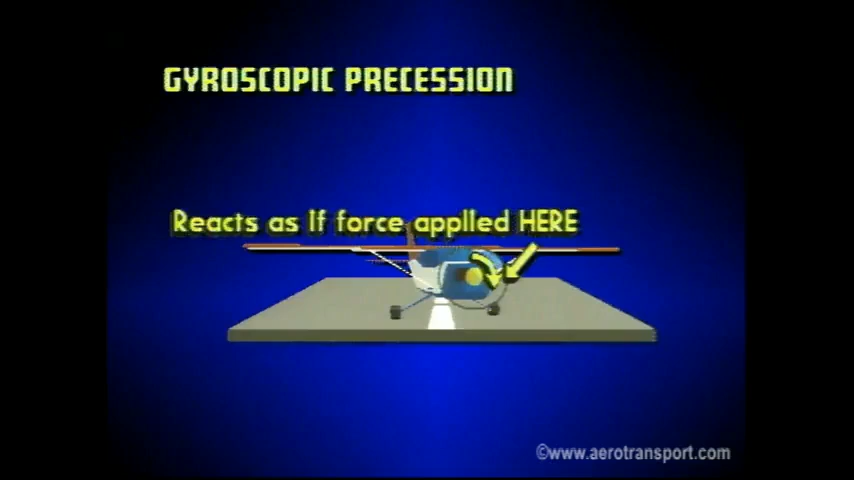 GYROSCOPIC PRECESSION
Reacts as if force applied HERE
©www.aerotransport.com